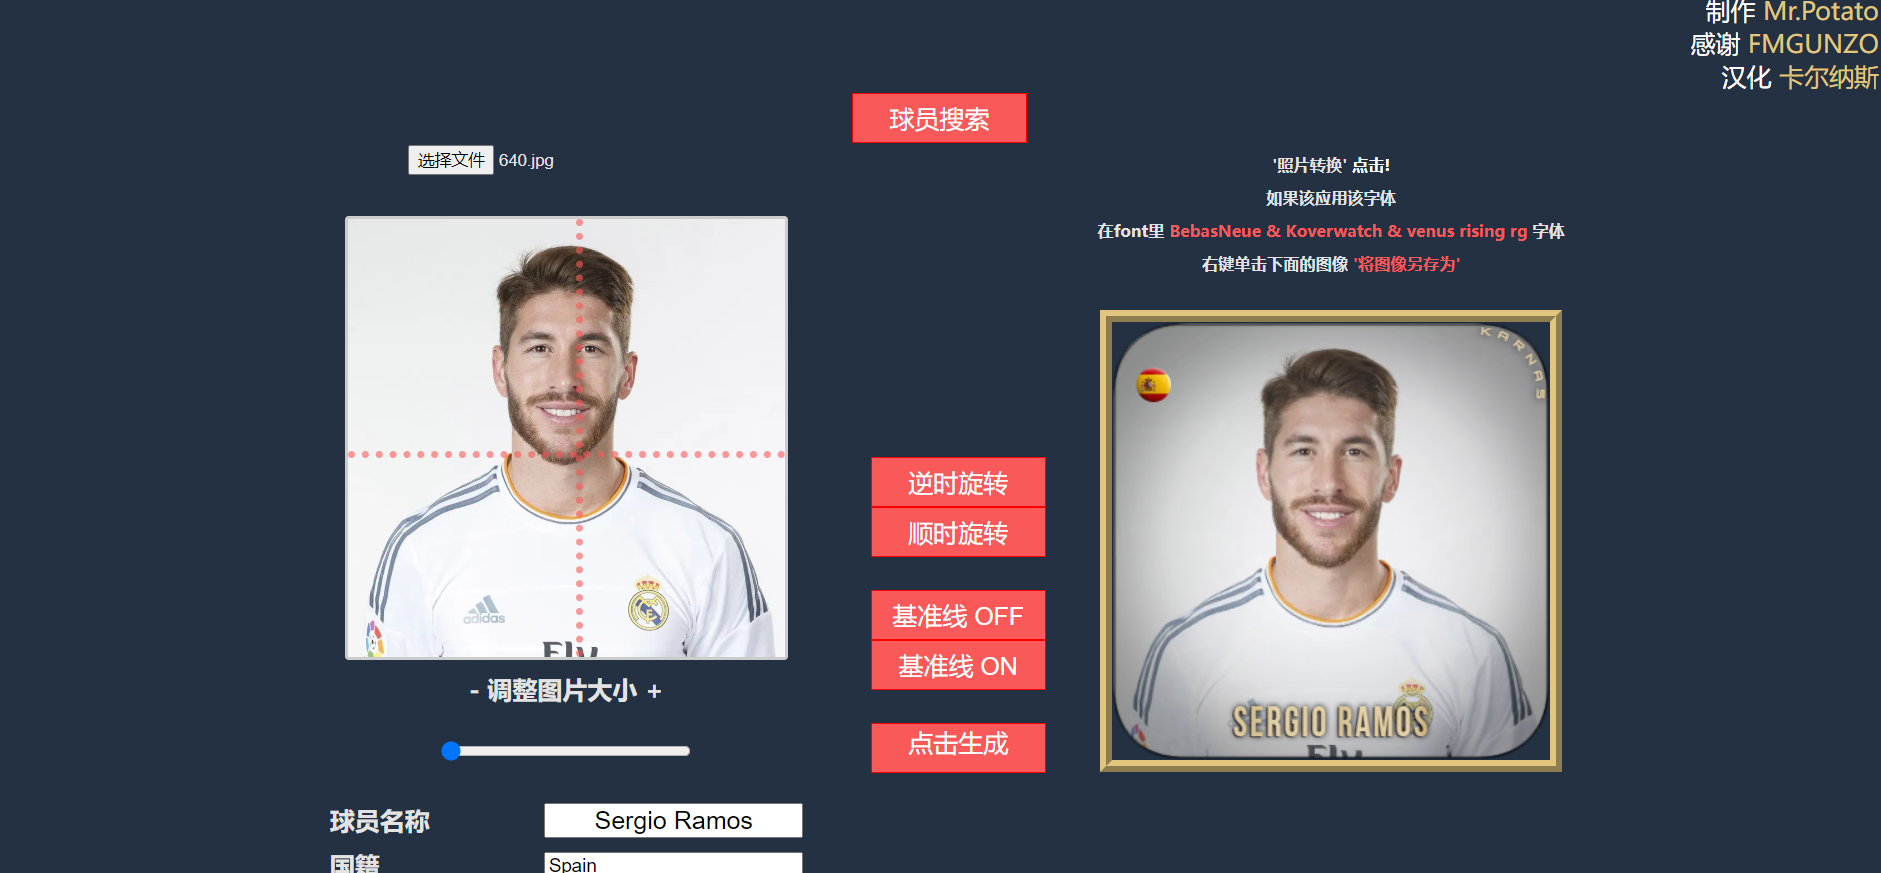 制作 Mr.Potato
感谢 FMGUNZO
汉化 卡尔纳斯
球员搜索
选择文件 640.jpg
'照片转换' 点击!
如果该应用该字体
在font里 BebasNeue & Koverwatch & venus rising rg 字体
右键单击下面的图像 '将图像另存为'
adidas
Fly
- 调整图片大小 +
逆时旋转
顺时旋转
基准线 OFF
基准线 ON
点击生成
KARNAS
SERGIO RAMOS
Fly
球员名称
Sergio Ramos
国籍
Spain